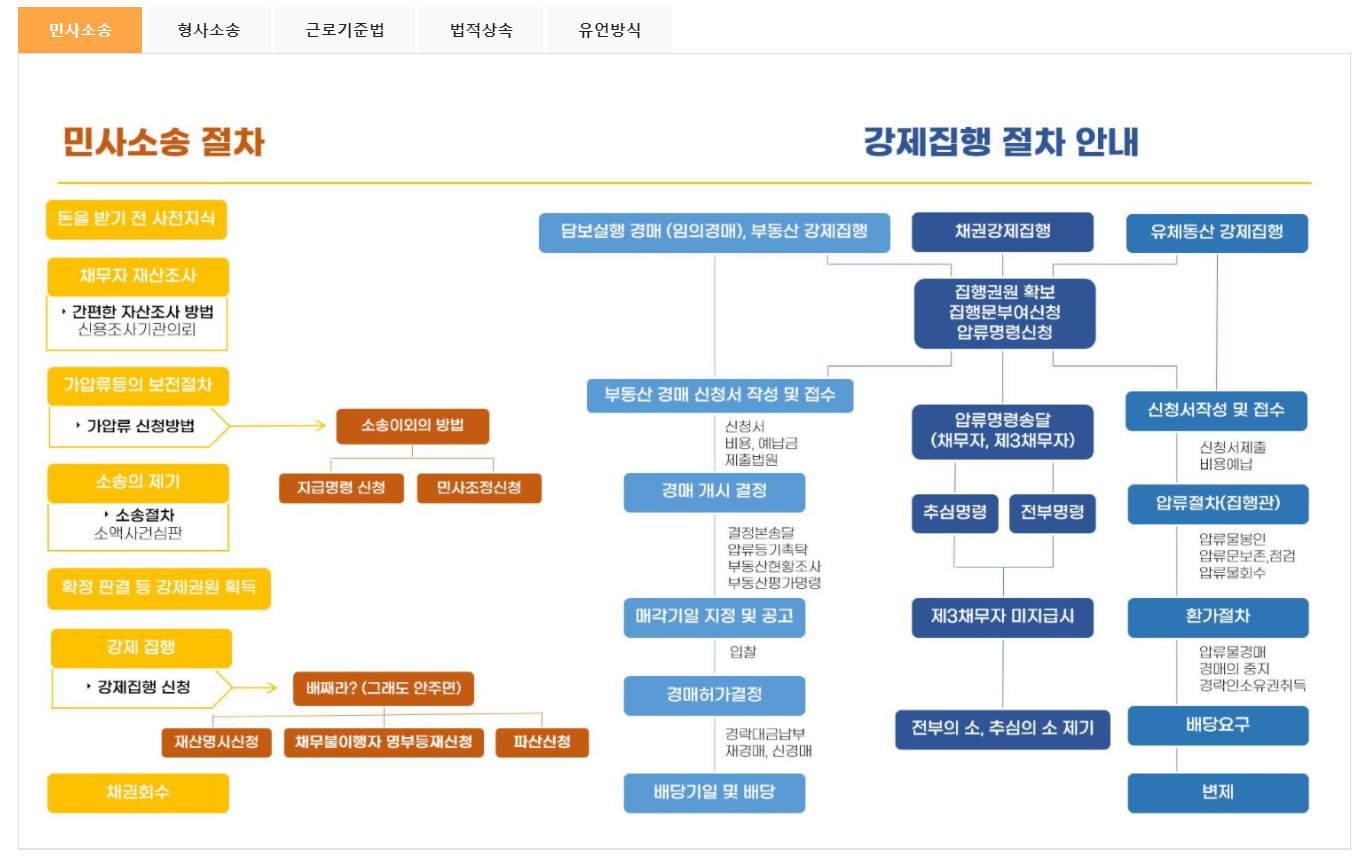 민사소송
형사소송
근로기준법
법적상속
유언방식
민사소송 절차
강제집행 절차 안내
돈을 받기 전 사전지식
채무자 재산조사
‣ 간편한 자산조사 방법
신용조사기관의뢰
가압류등의 보전절차
‣ 가압류 신청방법
소송이외의 방법
지급명령 신청
민사조정신청
소송의 제기
‣ 소송절차
소액사건심판
확정 판결 등 강제권원 획득
강제 집행
‣ 강제집행 신청
배째라? (그래도 안주면)
재산명시신청
채무불이행자 명부등재신청
파산신청
채권회수
담보실행 경매 (임의경매), 부동산 강제집행
부동산 경매 신청서 작성 및 접수
신청서
비용, 예납금
제출법원
경매 개시 결정
결정본송달
압류등기촉탁
부동산현황조사
부동산평가명령
매각기일 지정 및 공고
입찰
경매허가결정
경락대금납부
재경매, 신경매
배당기일 및 배당
채권강제집행
집행권원 확보
집행문부여신청
압류명령신청
압류명령송달
(채무자, 제3채무자)
추심명령
전부명령
제3채무자 미지급시
전부의 소, 추심의 소 제기
유체동산 강제집행
신청서작성 및 접수
신청서제출
비용예납
압류절차(집행관)
압류물봉인
압류문보존,점검
압류물회수
환가절차
압류물경매
경매의 중지
경락인소유권취득
배당요구
변제